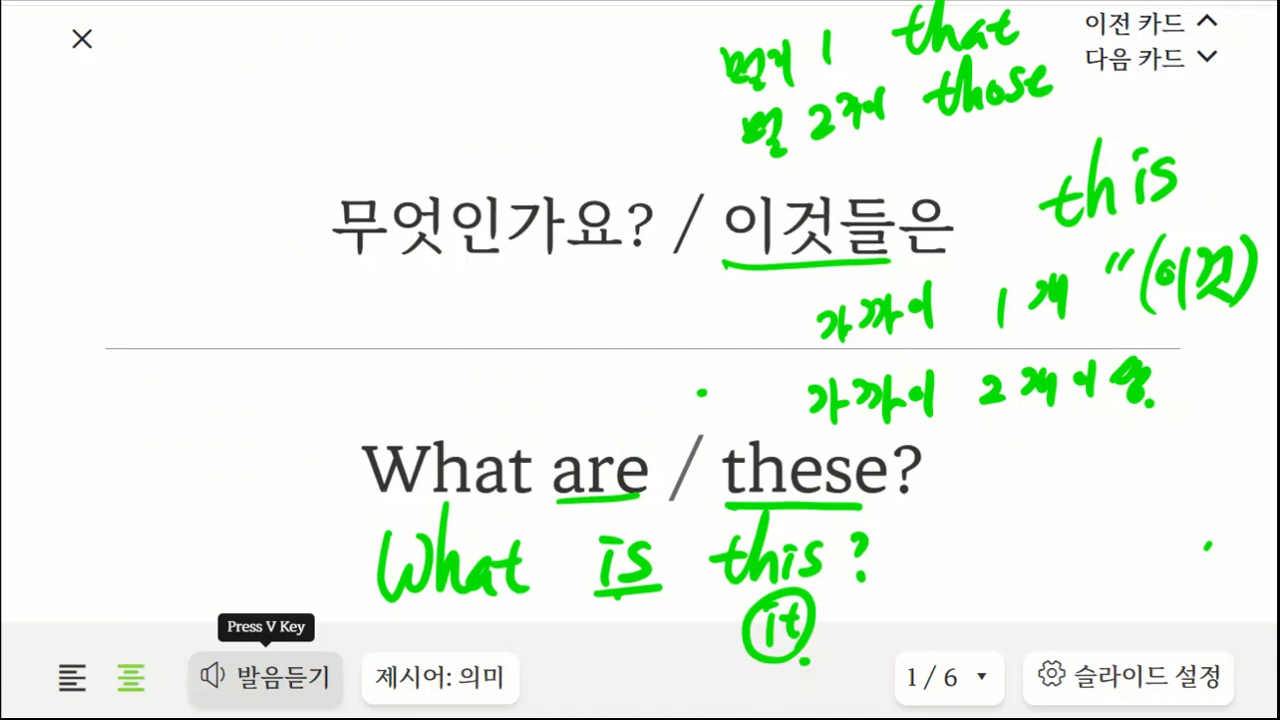 이전 카드
다음 카드
멀리 1 that
멀 2개 those
무엇인가요? / 이것들은
this
가까이 1개 "(이것)
가까이 2개 이상.
What are / these?
What is this?
it
Press V Key
발음듣기
제시어: 의미
1 / 6
슬라이드 설정